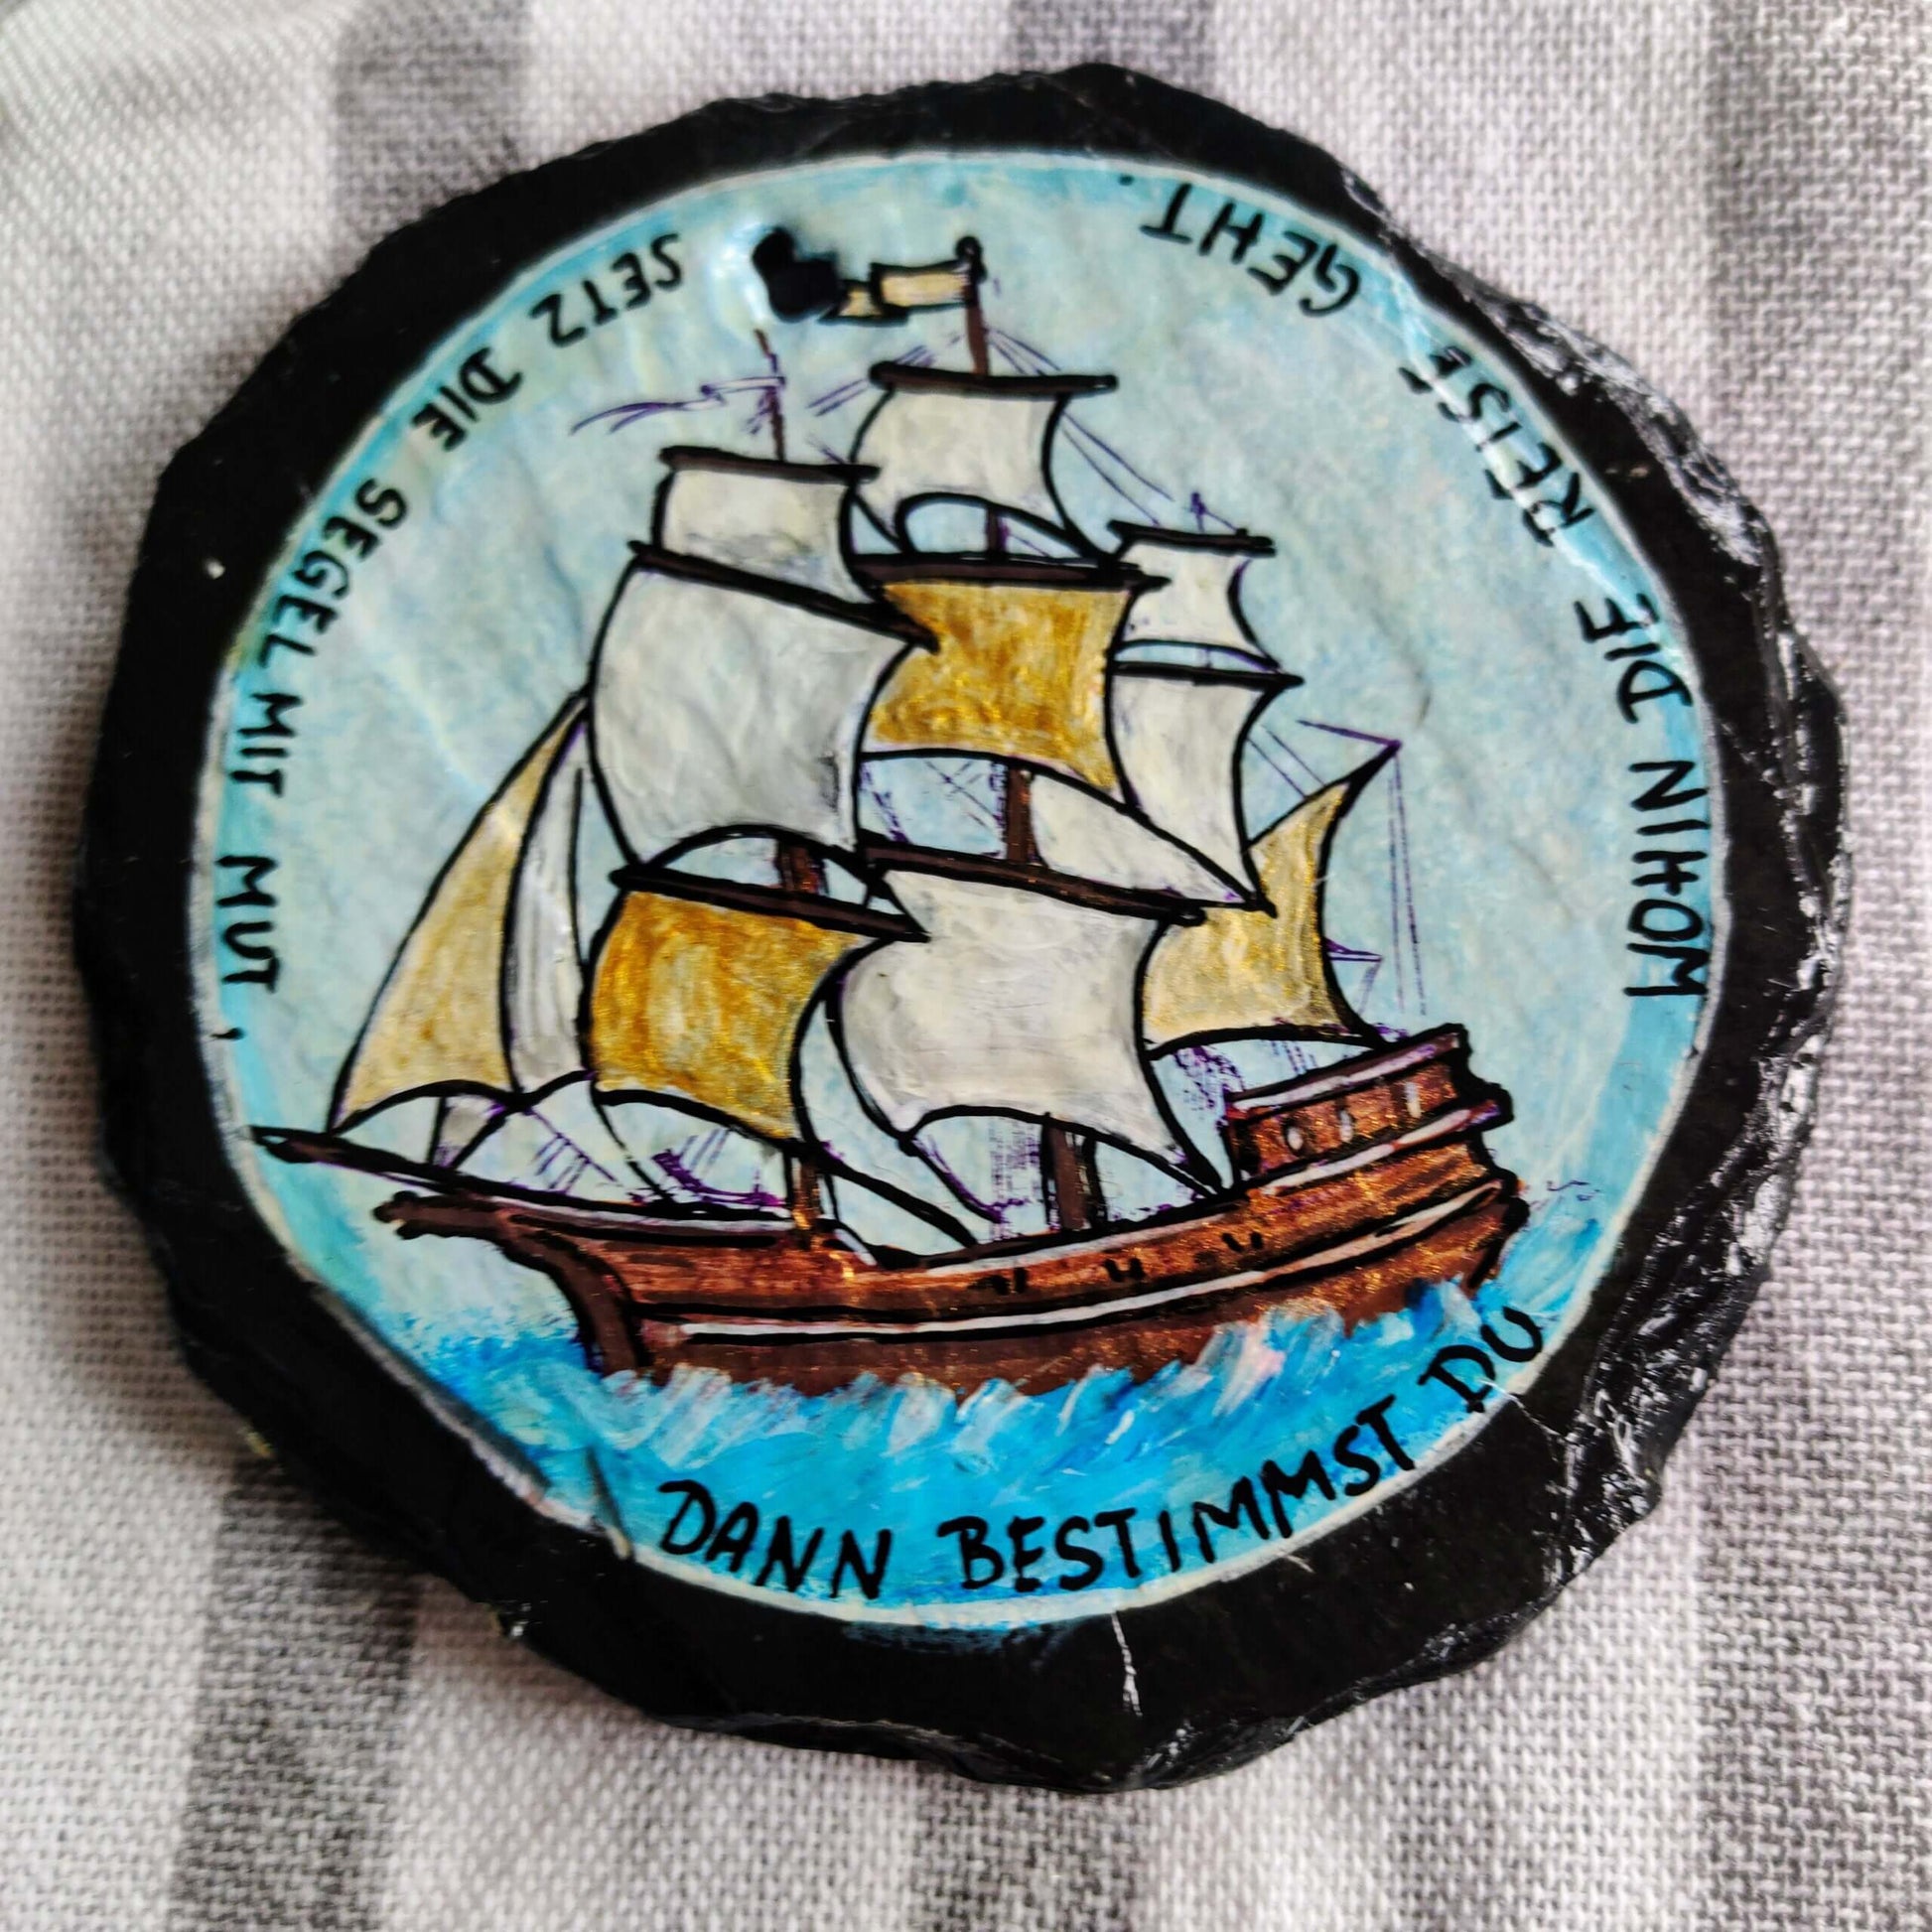 SETZ DIE SEGEL MIT MUT,
DANN BESTIMMST DU
WOHIN DIE REISE GEHT.